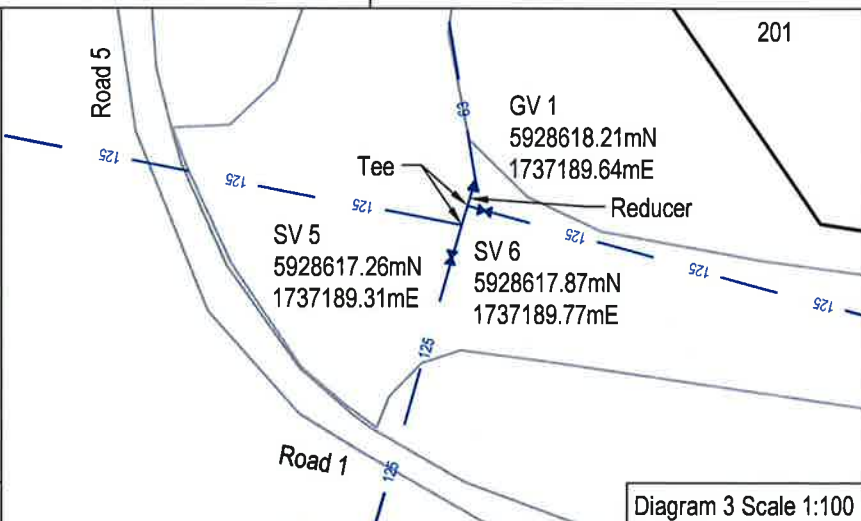 201
Road 5
63
GV 1
5928618.21mN
1737189.64mE
125
Tee
125
125
Reducer
SV 5
5928617.26mN
1737189.31mE
SV 6
5928617.87mN
1737189.77mE
125
125
125
125
Road 1
125
Diagram 3 Scale 1:100